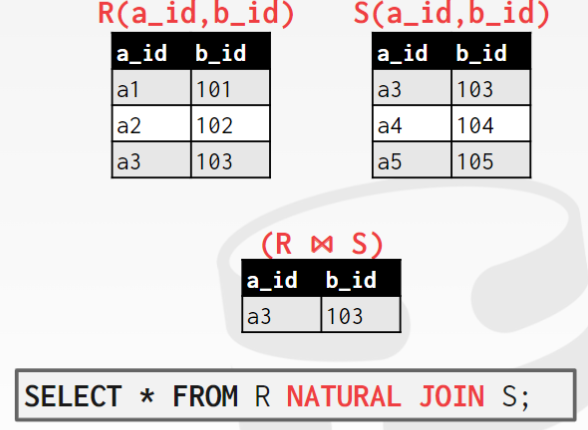 R(a_id,b_id) S(a_id,b_id)
a_id b_id a_id b_id
a1 101 a3 103
a2 102 a4 104
a3 103 a5 105
(R ⋈ S)
a_id b_id
a3 103
SELECT * FROM R NATURAL JOIN S;